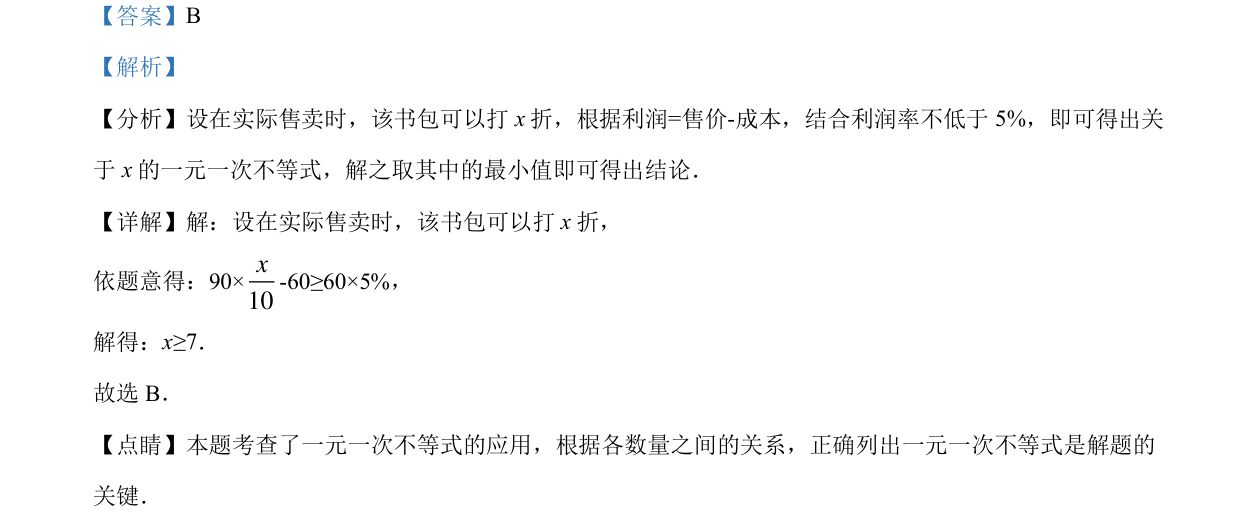 【答案】B
【解析】
【分析】设在实际售卖时，该书包可以打 x 折，根据利润=售价-成本，结合利润率不低于 5%，即可得出关
于 x 的一元一次不等式，解之取其中的最小值即可得出结论．
【详解】解：设在实际售卖时，该书包可以打 x 折，
依题意得：90×x/10-60≥60×5%，
解得：x≥7．
故选 B．
【点睛】本题考查了一元一次不等式的应用，根据各数量之间的关系，正确列出一元一次不等式是解题的
关键．